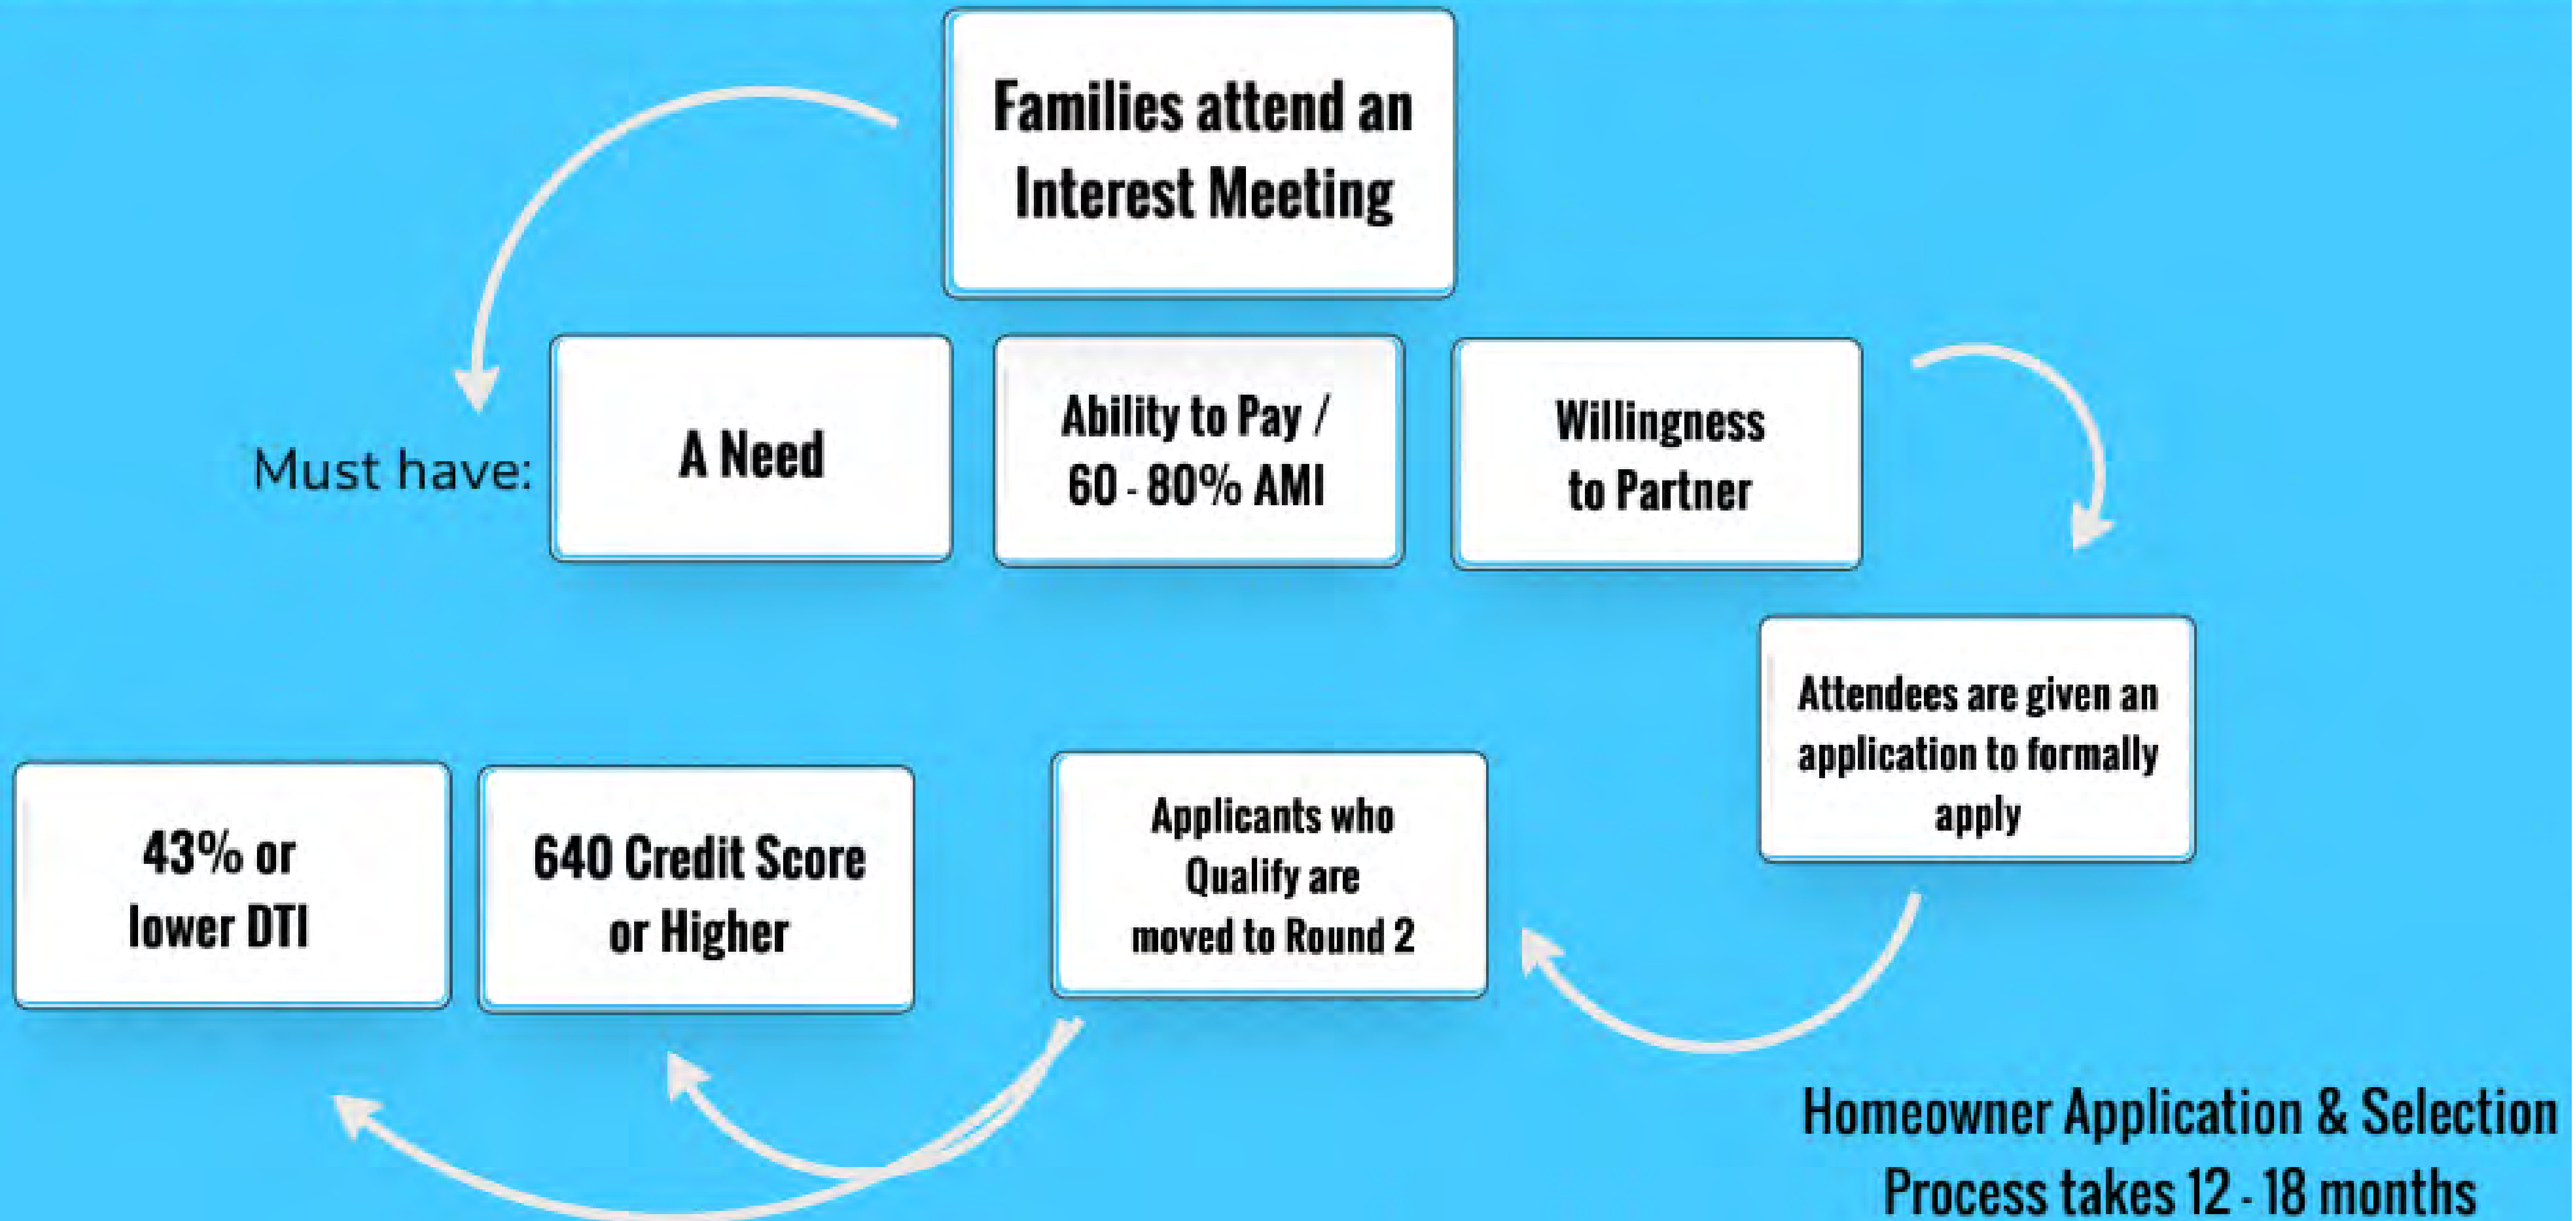 Families attend an
Interest Meeting
Must have:
A Need
Ability to Pay /
60 - 80% AMI
Willingness
to Partner
Attendees are given an
application to formally
apply
Applicants who
Qualify are
moved to Round 2
640 Credit Score
or Higher
43% or
lower DTI
Homeowner Application & Selection
Process takes 12 - 18 months